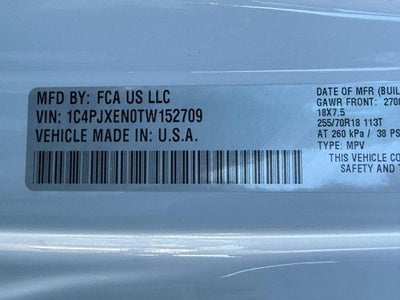 MFD BY: FCA US LLC
VIN: 1C4PJXEN0TW152709
VEHICLE MADE IN U.S.A.
DATE OF MFR (BUIL
GAWR FRONT: 270
18X7.5
255/70R18 113T
AT 260 kPa / 38 PS
TYPE: MPV
THIS VEHICLE CO
SAFETY AND T